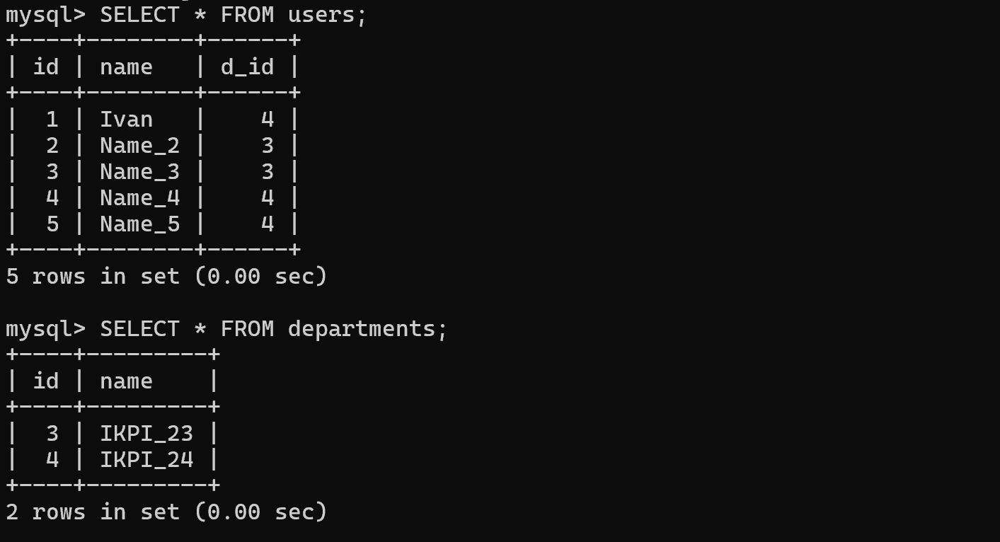 mysql> SELECT * FROM users;
+----+--------+------+
| id | name   | d_id |
+----+--------+------+
|  1 | Ivan   |    4 |
|  2 | Name_2 |    3 |
|  3 | Name_3 |    3 |
|  4 | Name_4 |    4 |
|  5 | Name_5 |    4 |
+----+--------+------+
5 rows in set (0.00 sec)

mysql> SELECT * FROM departments;
+----+---------+
| id | name    |
+----+---------+
|  3 | IKPI_23 |
|  4 | IKPI_24 |
+----+---------+
2 rows in set (0.00 sec)